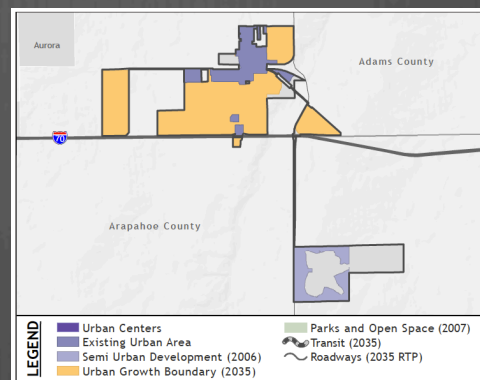 Aurora
Adams County
70
Arapahoe County
LEGEND
Urban Centers
Existing Urban Area
Semi Urban Development (2006)
Urban Growth Boundary (2035)
Parks and Open Space (2007)
Transit (2035)
Roadways (2035 RTP)